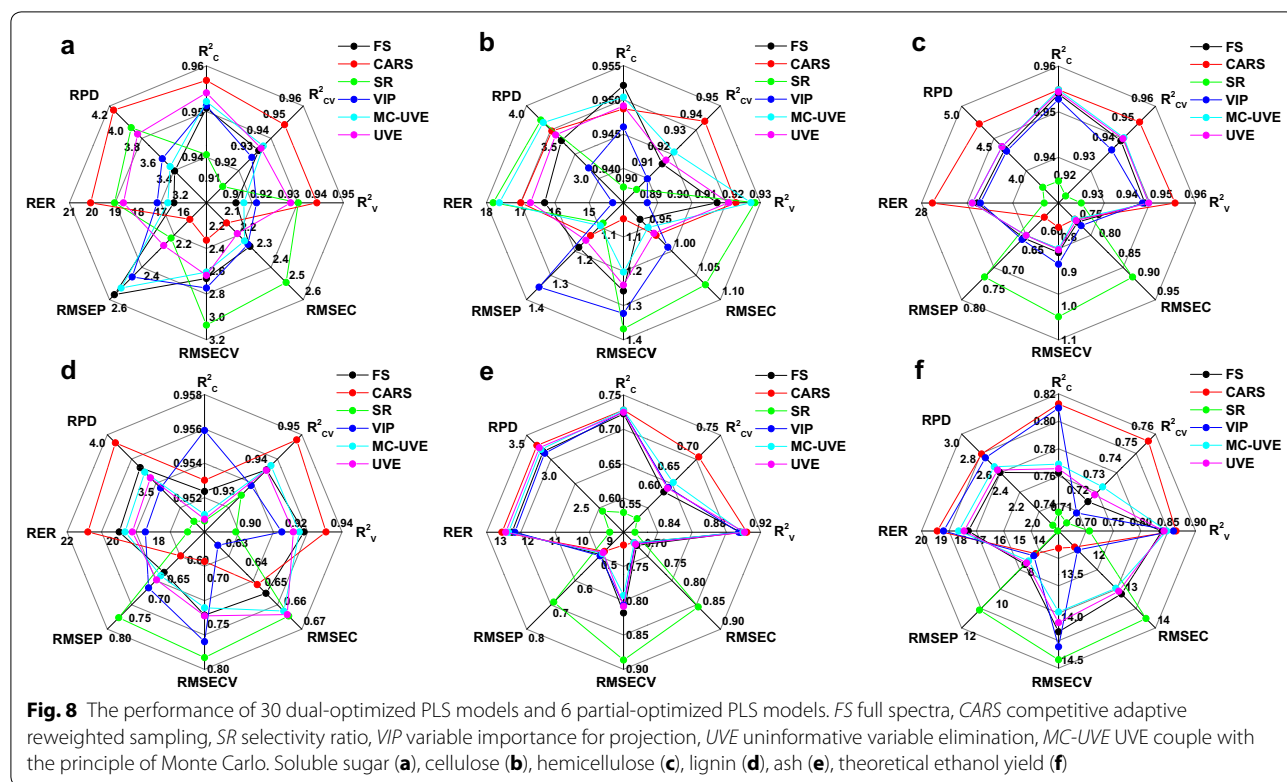 a
R²C
0.96
0.95
0.94
R²CV
0.96
0.95
0.94
0.93
0.92
0.91
R²V
0.95
0.94
0.93
0.92
0.91
RMSEC
2.6
2.5
2.4
2.3
2.2
2.1
RMSECV
3.2
3.0
2.8
2.6
2.4
2.2
RMSEP
2.6
2.4
2.2
RER
21
20
19
18
17
16
RPD
4.2
4.0
3.8
3.6
3.4
3.2
FS
CARS
SR
VIP
MC-UVE
UVE
b
R²C
0.955
0.950
0.945
0.940
R²CV
0.95
0.93
0.92
0.91
0.90
R²V
0.93
0.92
0.91
0.90
0.89
RMSEC
1.10
1.05
1.00
0.95
RMSECV
1.4
1.3
1.2
1.1
RMSEP
1.4
1.3
1.2
1.1
RER
18
17
16
15
RPD
4.0
3.5
3.0
FS
CARS
SR
VIP
MC-UVE
UVE
c
R²C
0.96
0.95
0.94
R²CV
0.96
0.95
0.94
0.93
0.92
R²V
0.96
0.95
0.94
0.93
RMSEC
0.95
0.90
0.85
0.80
0.75
RMSECV
1.1
1.0
0.9
0.8
RMSEP
0.80
0.75
0.70
0.65
RER
28
RPD
5.0
4.5
4.0
FS
CARS
SR
VIP
MC-UVE
UVE
d
R²C
0.958
0.956
0.954
0.952
R²CV
0.95
0.94
0.93
R²V
0.94
0.92
0.90
RMSEC
0.67
0.66
0.65
0.64
0.63
RMSECV
0.80
0.75
0.70
RMSEP
0.80
0.75
0.70
0.65
RER
22
20
18
RPD
4.0
3.5
FS
CARS
SR
VIP
MC-UVE
UVE
e
R²C
0.75
0.70
0.65
0.60
R²CV
0.75
0.70
0.65
0.60
0.55
R²V
0.92
0.88
0.84
RMSEC
0.90
0.85
0.80
0.75
0.70
RMSECV
0.90
0.85
0.80
0.75
RMSEP
0.8
0.7
RER
13
12
11
10
9
RPD
3.5
3.0
2.5
FS
CARS
SR
VIP
MC-UVE
UVE
f
R²C
0.82
0.80
0.78
0.76
0.74
R²CV
0.76
0.75
0.74
0.73
0.72
0.71
R²V
0.90
0.85
0.80
0.75
0.70
RMSEC
14
13
12
RMSECV
14.5
14.0
13.5
RMSEP
12
10
8
RER
20
19
18
17
16
15
14
RPD
3.0
2.8
2.6
2.4
2.2
2.0
FS
CARS
SR
VIP
MC-UVE
UVE
Fig. 8 The performance of 30 dual-optimized PLS models and 6 partial-optimized PLS models. FS full spectra, CARS competitive adaptive
reweighted sampling, SR selectivity ratio, VIP variable importance for projection, UVE uninformative variable elimination, MC-UVE UVE couple with
the principle of Monte Carlo. Soluble sugar (a), cellulose (b), hemicellulose (c), lignin (d), ash (e), theoretical ethanol yield (f)